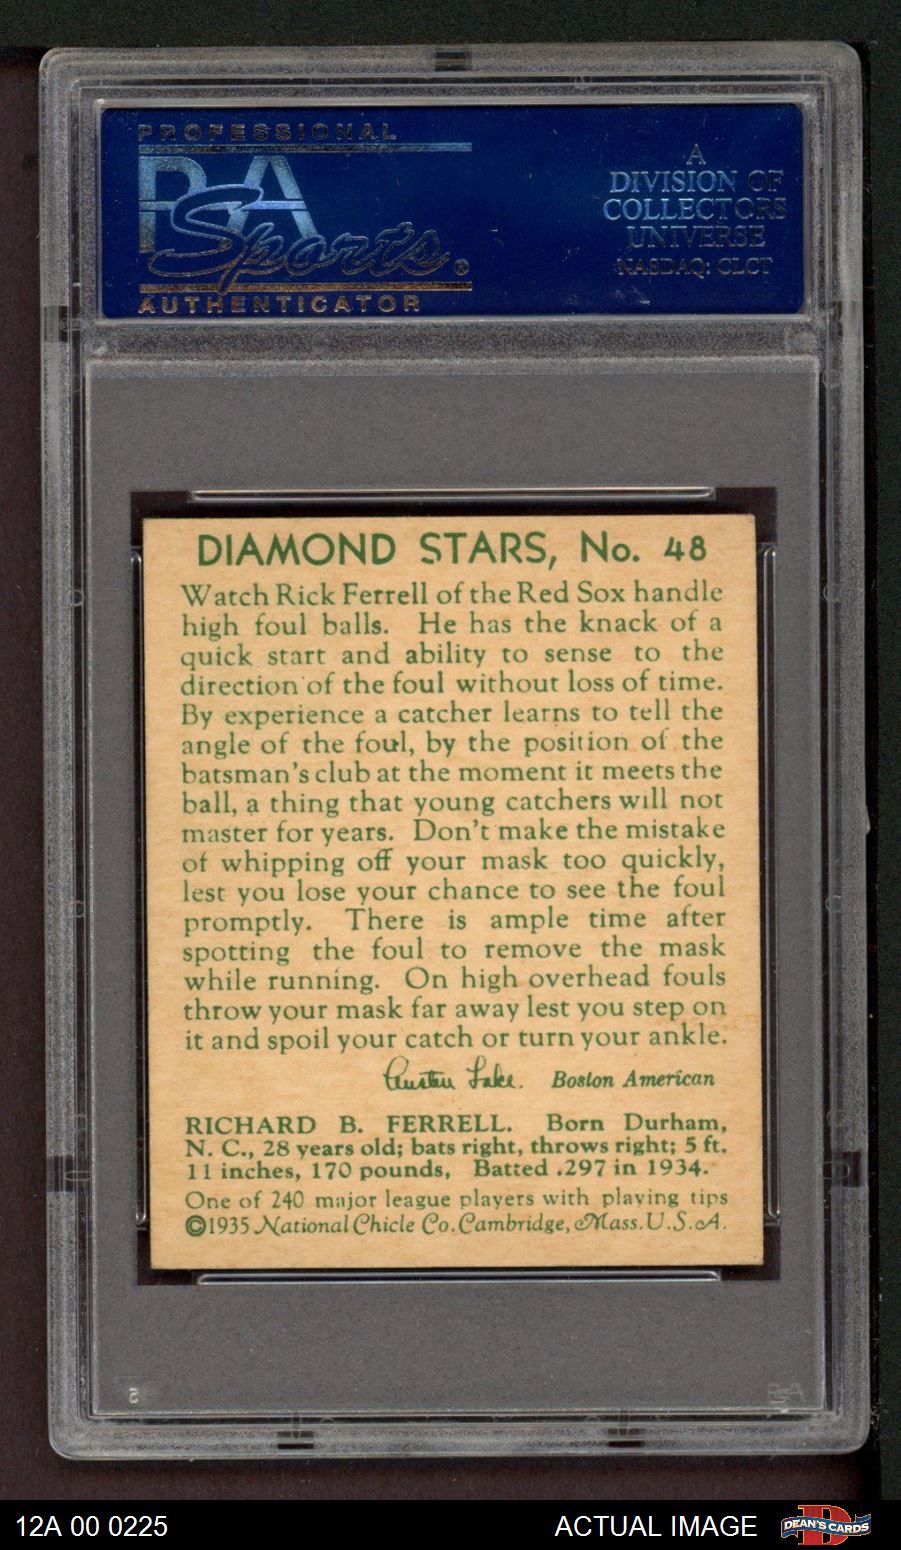 PROFESSIONAL
PSA
Sports ®
AUTHENTICATOR
A
DIVISION OF
COLLECTORS
UNIVERSE
NASDAQ: CLCT
DIAMOND STARS, No. 48
Watch Rick Ferrell of the Red Sox handle
high foul balls. He has the knack of a
quick start and ability to sense to the
direction of the foul without loss of time.
By experience a catcher learns to tell the
angle of the foul, by the position of the
batsman's club at the moment it meets the
ball, a thing that young catchers will not
master for years. Don't make the mistake
of whipping off your mask too quickly,
lest you lose your chance to see the foul
promptly. There is ample time after
spotting the foul to remove the mask
while running. On high overhead fouls
throw your mask far away lest you step on
it and spoil your catch or turn your ankle.
Austen Lake. Boston American
RICHARD B. FERRELL. Born Durham,
N. C., 28 years old; bats right, throws right; 5 ft.
11 inches, 170 pounds, Batted .297 in 1934.
One of 240 major league players with playing tips
©1935 National Chicle Co. Cambridge, Mass. U.S.A.
PSA
12A 00 0225
ACTUAL IMAGE
D
DEAN'S CARDS